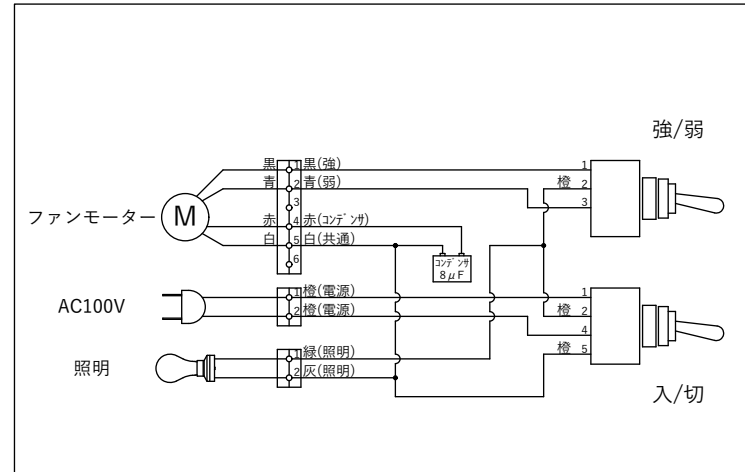 強/弱
黒 1 黒(強) 1
青 2 青(弱) 橙 2
3 3
ファンモーター M
赤 4 赤(コンデンサ)
白 5 白(共通)
6
コンデンサ
8μF
AC100V
1 橙(電源) 1
2 橙(電源) 橙 2
4
照明
1 緑(照明) 橙 5
2 灰(照明)
入/切